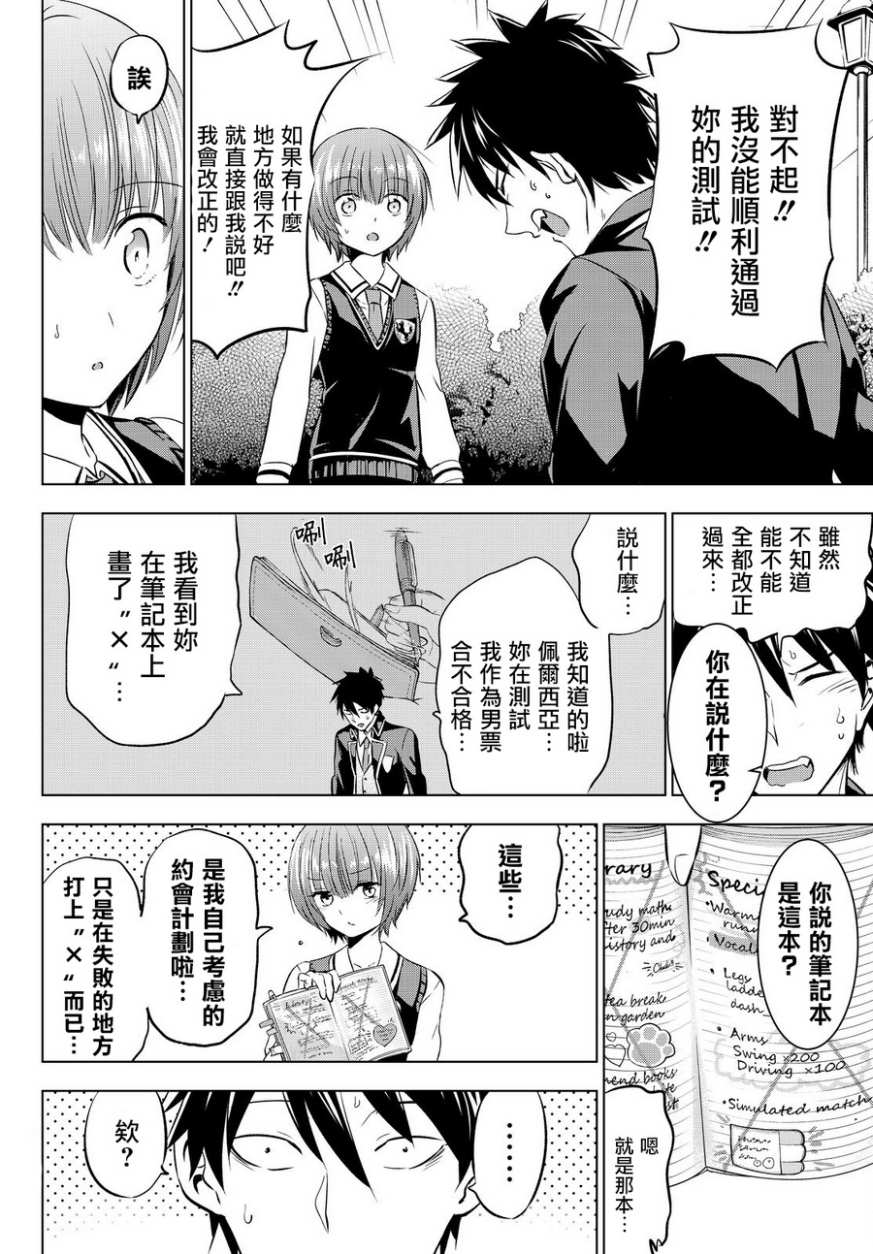 對不起!!
我沒能順利通過
妳的測試!!
如果有什麼
地方做得不好
就直接跟我說吧!!
我會改正的!
誒
雖然
不知道
能不能
全都改正
過來…
你在說什麼?
說什麼…
我知道的啦
佩爾西亞…
妳在測試
我作為男票
合不合格…
唰
唰
我看到妳
在筆記本上
畫了"×"…
你說的筆記本
是這本?
rary
udy maths
fter 30min
istory and
tea break
n garden
mend books
Speci
•Warm
runn
•Vocal
•Legs
ladde
dash
•Arms
Swing ×200
Driving ×100
•Simulated match
嗯
就是那本…
這些…
是我自己考慮的
約會計劃啦…
只是在失敗的地方
打上"×"而已…
……
欸?